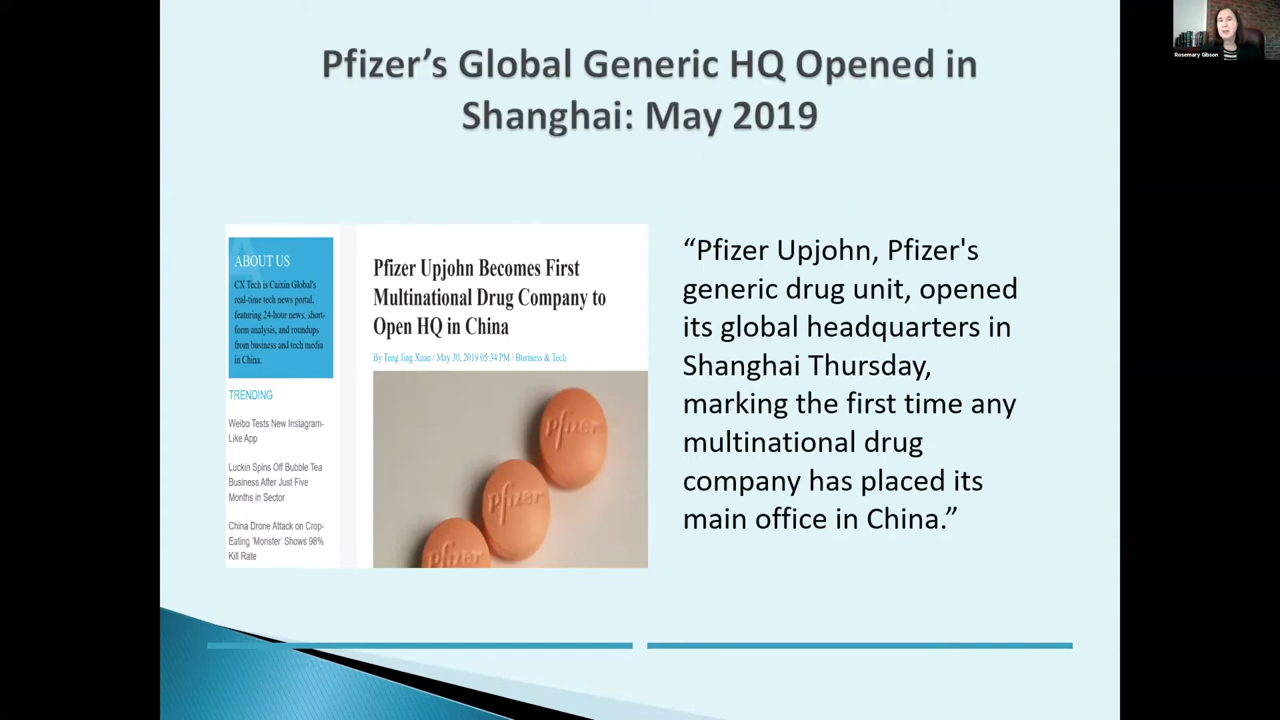 Pfizer's Global Generic HQ Opened in
Shanghai: May 2019
Rosemary Gibson
ABOUT US
CX Tech is Caixin Global's
real-time tech news portal,
featuring 24-hour news, short-
form analysis, and roundups
from business and tech media
in China.
TRENDING
Weibo Tests New Instagram-
Like App
Luckin Spins Off Bubble Tea
Business After Just Five
Months in Sector
China Drone Attack on Crop-
Eating 'Monster' Shows 98%
Kill Rate
Pfizer Upjohn Becomes First
Multinational Drug Company to
Open HQ in China
By Teng Jing Xuan / May 30, 2019 05:34 PM / Business & Tech
pfizer
pfizer
pfizer
“Pfizer Upjohn, Pfizer's
generic drug unit, opened
its global headquarters in
Shanghai Thursday,
marking the first time any
multinational drug
company has placed its
main office in China.”